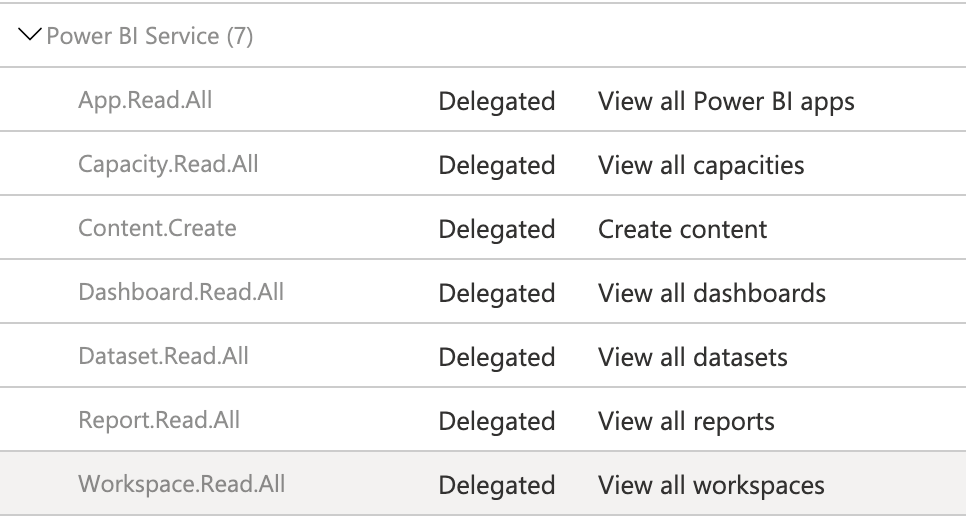 Power BI Service (7)
App.Read.All Delegated View all Power BI apps
Capacity.Read.All Delegated View all capacities
Content.Create Delegated Create content
Dashboard.Read.All Delegated View all dashboards
Dataset.Read.All Delegated View all datasets
Report.Read.All Delegated View all reports
Workspace.Read.All Delegated View all workspaces